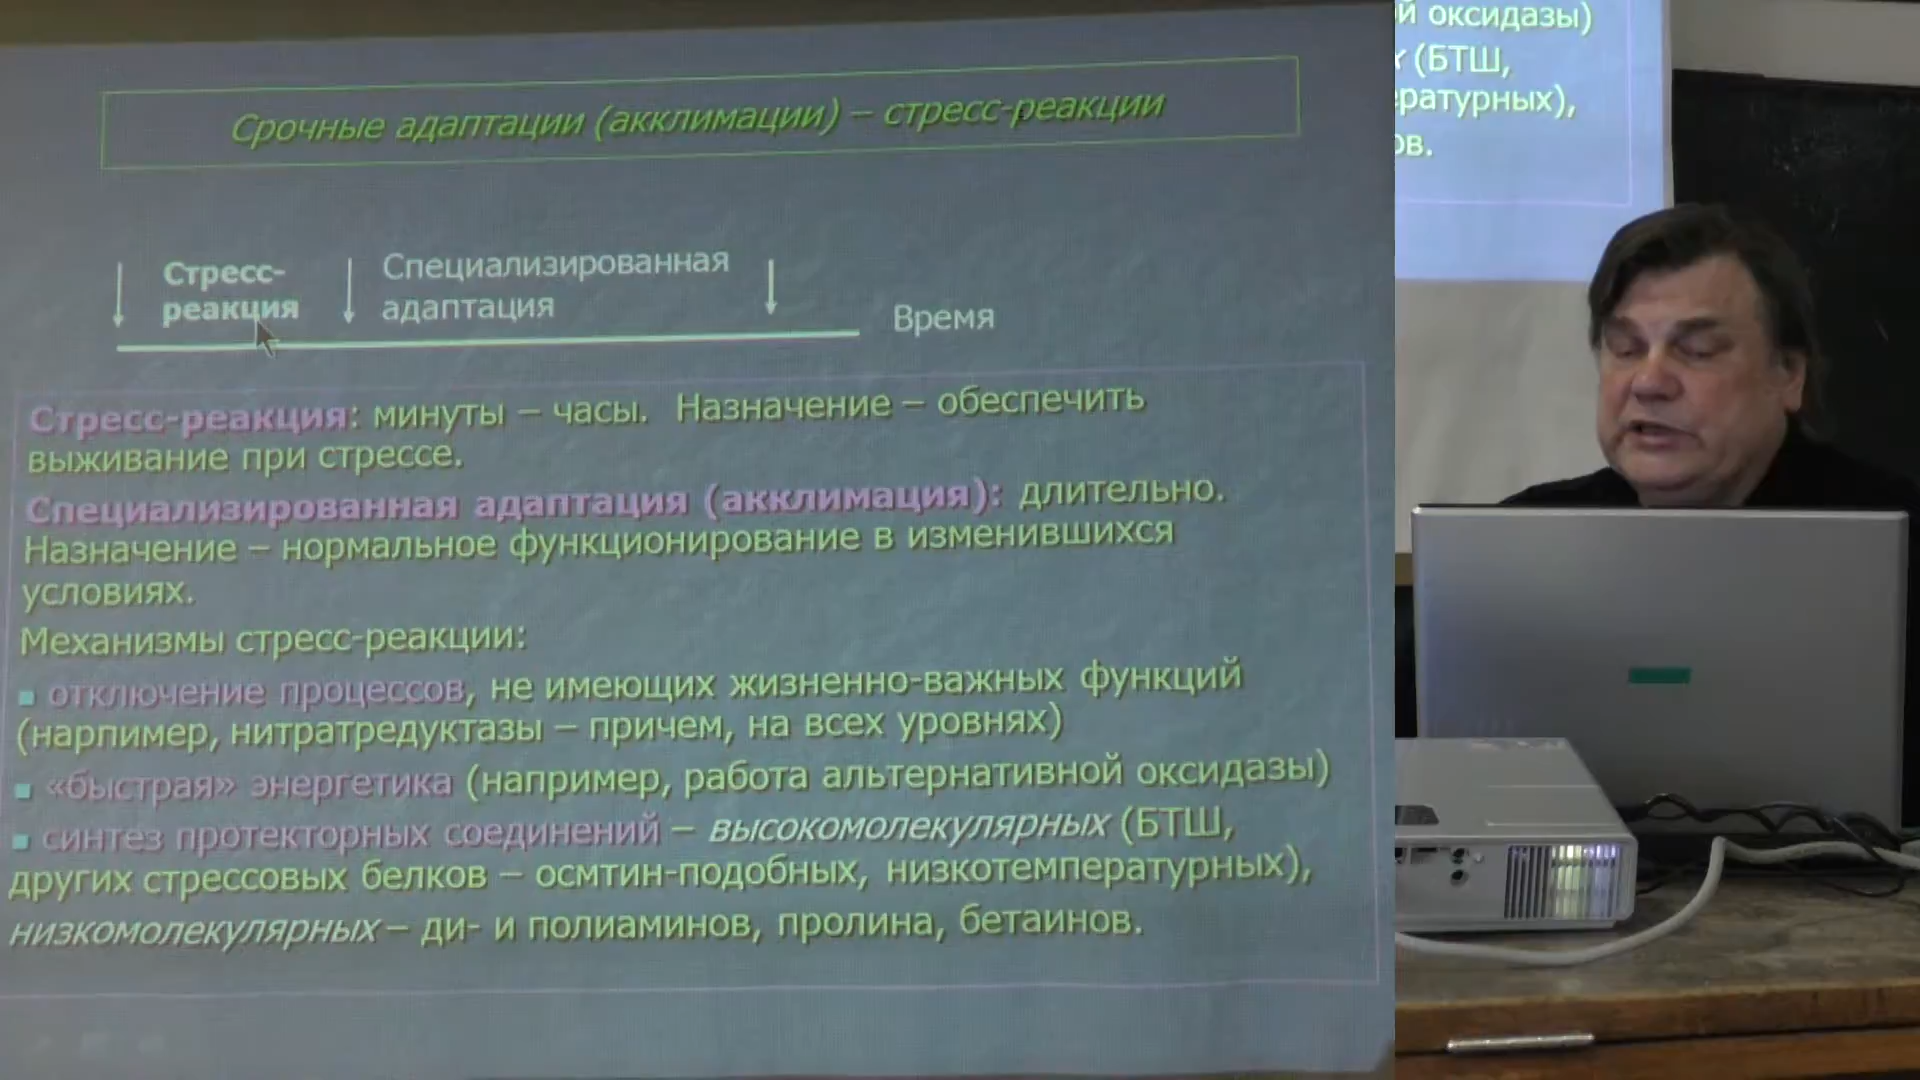 Срочные адаптации (акклимации) – стресс-реакции
Стресс-
реакция
Специализированная
адаптация
Время
Стресс-реакция: минуты – часы. Назначение – обеспечить
выживание при стрессе.
Специализированная адаптация (акклимация): длительно.
Назначение – нормальное функционирование в изменившихся
условиях.
Механизмы стресс-реакции:
▪ отключение процессов, не имеющих жизненно-важных функций
(нарпимер, нитратредуктазы – причем, на всех уровнях)
▪ «быстрая» энергетика (например, работа альтернативной оксидазы)
▪ синтез протекторных соединений – высокомолекулярных (БТШ,
других стрессовых белков – осмтин-подобных, низкотемпературных),
низкомолекулярных – ди- и полиаминов, пролина, бетаинов.
й оксидазы)
х (БТШ,
ературных),
ов.